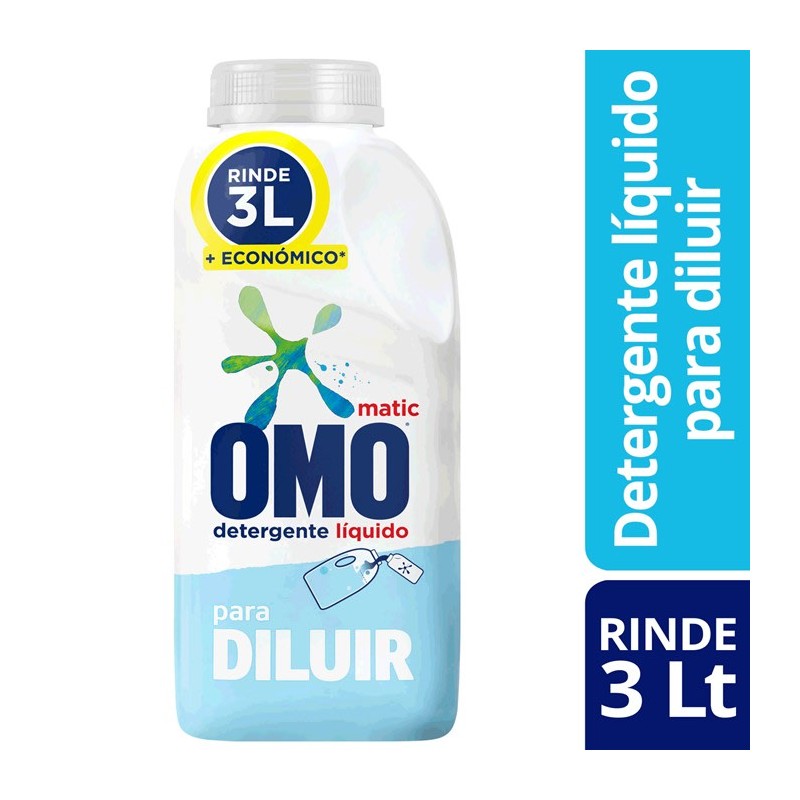 RINDE
3L
+ ECONÓMICO*
matic
OMO
detergente líquido
para
DILUIR
Detergente líquido
para diluir
RINDE
3 Lt